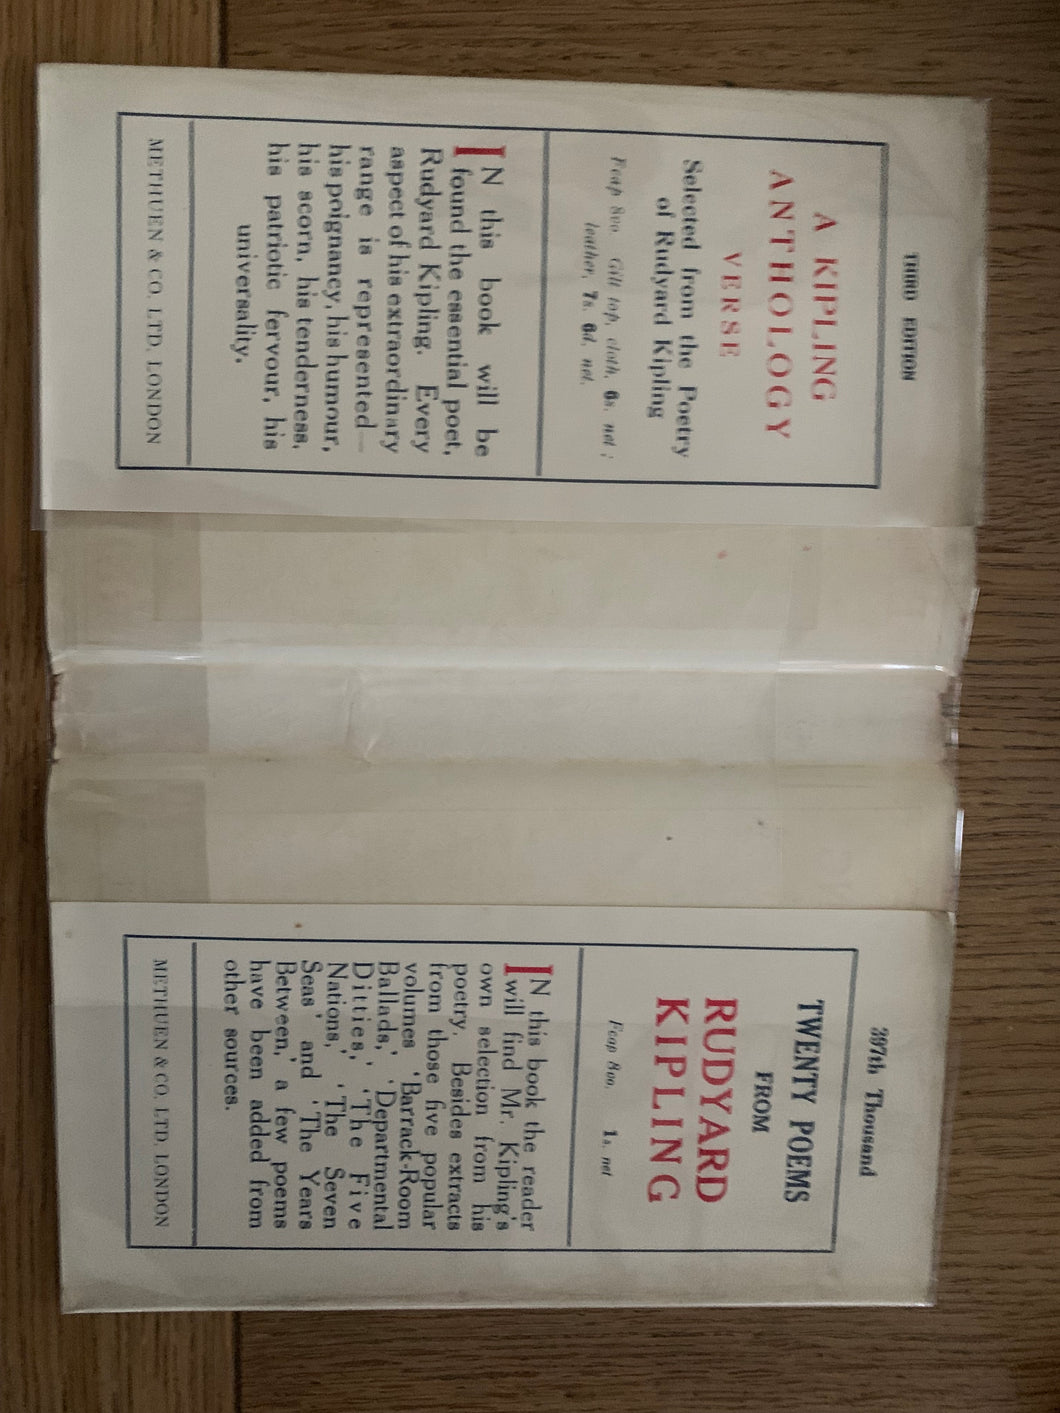 THIRD EDITION
A KIPLING
ANTHOLOGY
VERSE
Selected from the Poetry
of Rudyard Kipling
Fcap 8vo. Gilt top, cloth, 6s. net;
leather, 7s. 6d. net.
IN this book will be
found the essential poet,
Rudyard Kipling. Every
aspect of his extraordinary
range is represented—
his poignancy, his humour,
his scorn, his tenderness,
his patriotic fervour, his
universality.
METHUEN & CO. LTD. LONDON
397th Thousand
TWENTY POEMS
FROM
RUDYARD
KIPLING
Fcap 8vo. 1s. net
IN this book the reader
will find Mr. Kipling's
own selection from his
poetry. Besides extracts
from those five popular
volumes 'Barrack-Room
Ballads,' 'Departmental
Ditties,' 'The Five
Nations,' 'The Seven
Seas' and 'The Years
Between,' a few poems
have been added from
other sources.
METHUEN & CO. LTD. LONDON